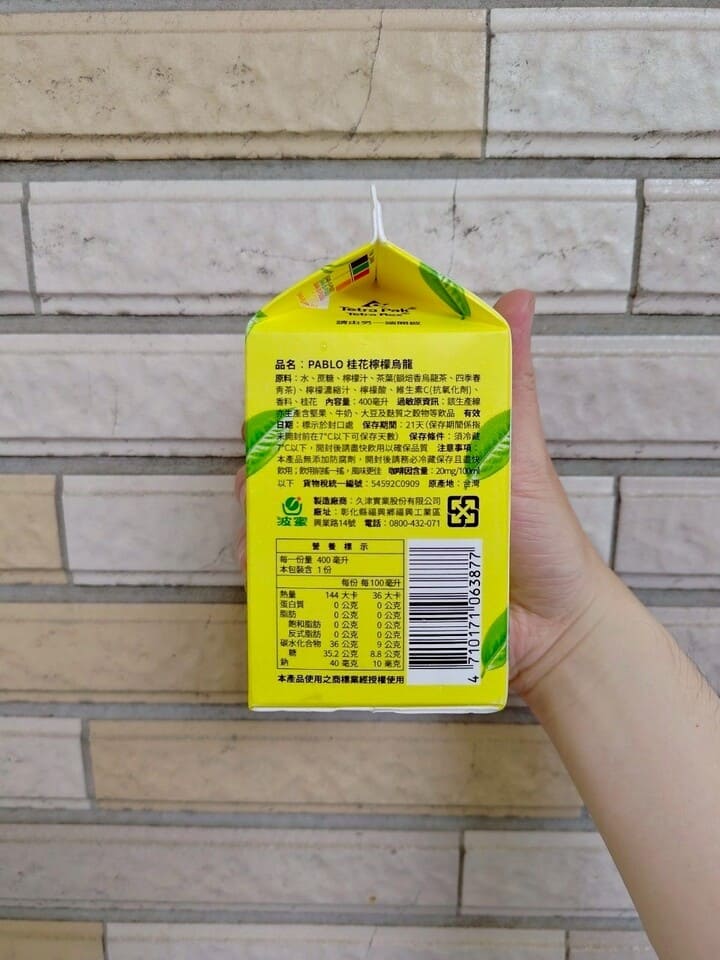 Tetra Pak®
Tetra Rex®
請由另一端開啟
品名：PABLO 桂花檸檬烏龍
原料：水、蔗糖、檸檬汁、茶葉(韻焙香烏龍茶、四季春
青茶)、檸檬濃縮汁、檸檬酸、維生素C(抗氧化劑)、
香料、桂花 內容量：400毫升 過敏原資訊：該生產線
亦生產含堅果、牛奶、大豆及麩質之穀物等飲品 有效
日期：標示於封口處 保存期間：21天(保存期間係指
未開封前在7°C以下可保存天數) 保存條件：須冷藏
7°C以下，開封後請盡快飲用以確保品質 注意事項：
本產品無添加防腐劑，開封後請務必冷藏保存且盡快
飲用；飲用前搖一搖，風味更佳 咖啡因含量：20mg/100ml
以下 貨物稅統一編號：54592C0909 原產地：台灣
波蜜
製造廠商：久津實業股份有限公司
廠址：彰化縣福興鄉福興工業區
興業路14號 電話：0800-432-071
營養標示
每一份量 400 毫升
本包裝含 1份
每份 每100毫升
熱量 144 大卡 36 大卡
蛋白質 0 公克 0 公克
脂肪 0 公克 0 公克
飽和脂肪 0 公克 0 公克
反式脂肪 0 公克 0 公克
碳水化合物 36 公克 9 公克
糖 35.2 公克 8.8 公克
鈉 40 毫克 10 毫克
本產品使用之商標業經授權使用
4 710171 063877